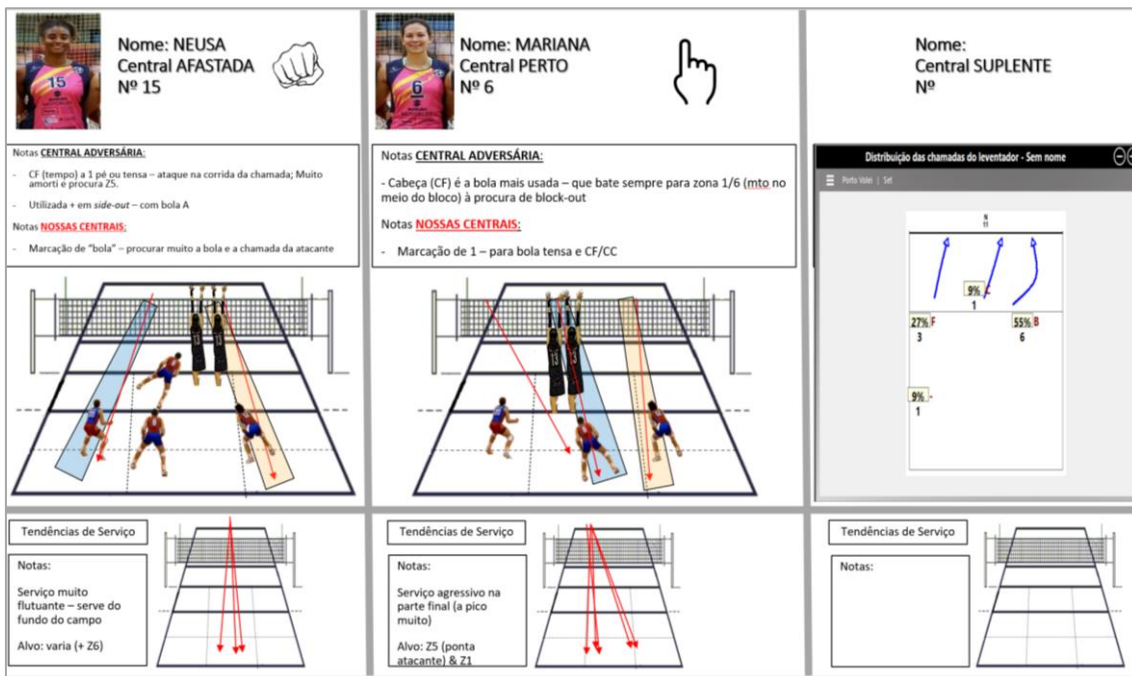 Nome: NEUSA
Central AFASTADA
Nº 15
15
Notas CENTRAL ADVERSÁRIA:
- CF (tempo) a 1 pé ou tensa – ataque na corrida da chamada; Muito
amorti e procura Z5.
- Utilizada + em side-out – com bola A
Notas NOSSAS CENTRAIS:
- Marcação de “bola” – procurar muito a bola e a chamada da atacante
Tendências de Serviço
Notas:
Serviço muito
flutuante – serve do
fundo do campo
Alvo: varia (+ Z6)
Nome: MARIANA
Central PERTO
Nº 6
6
Notas CENTRAL ADVERSÁRIA:
- Cabeça (CF) é a bola mais usada – que bate sempre para zona 1/6 (mto no
meio do bloco) à procura de block-out
Notas NOSSAS CENTRAIS:
- Marcação de 1 – para bola tensa e CF/CC
Tendências de Serviço
Notas:
Serviço agressivo na
parte final (a pico
muito)
Alvo: Z5 (ponta
atacante) & Z1
Nome:
Central SUPLENTE
Nº
Distribuição das chamadas do leventador - Sem nome
Porto Volei | Set
N
11
9% C
1
27% F
3
55% B
6
9% -
1
Tendências de Serviço
Notas: